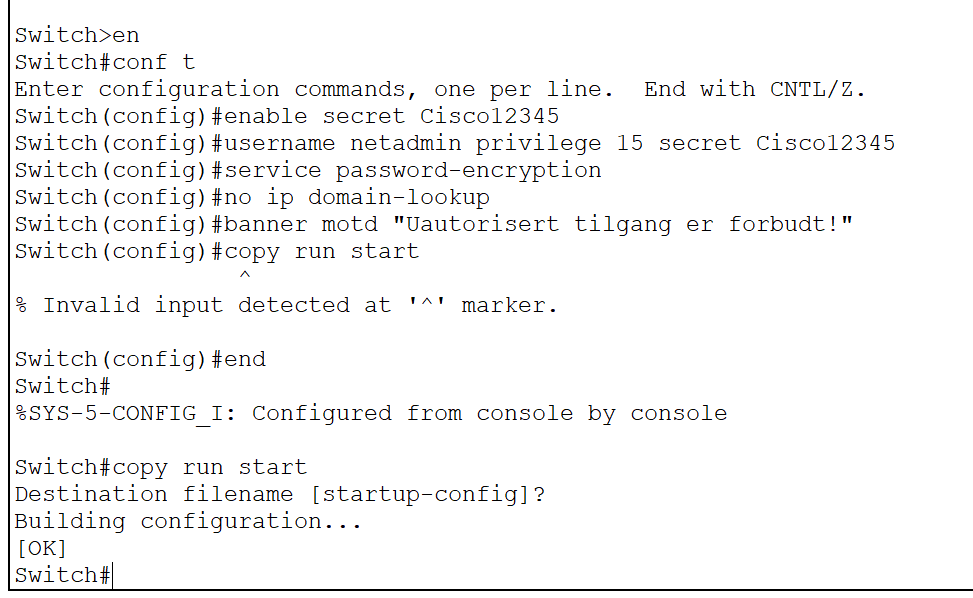 Switch>en
Switch#conf t
Enter configuration commands, one per line.  End with CNTL/Z.
Switch(config)#enable secret Cisco12345
Switch(config)#username netadmin privilege 15 secret Cisco12345
Switch(config)#service password-encryption
Switch(config)#no ip domain-lookup
Switch(config)#banner motd "Uautorisert tilgang er forbudt!"
Switch(config)#copy run start
                ^
% Invalid input detected at '^' marker.
Switch(config)#end
Switch#
%SYS-5-CONFIG_I: Configured from console by console
Switch#copy run start
Destination filename [startup-config]?
Building configuration...
[OK]
Switch#